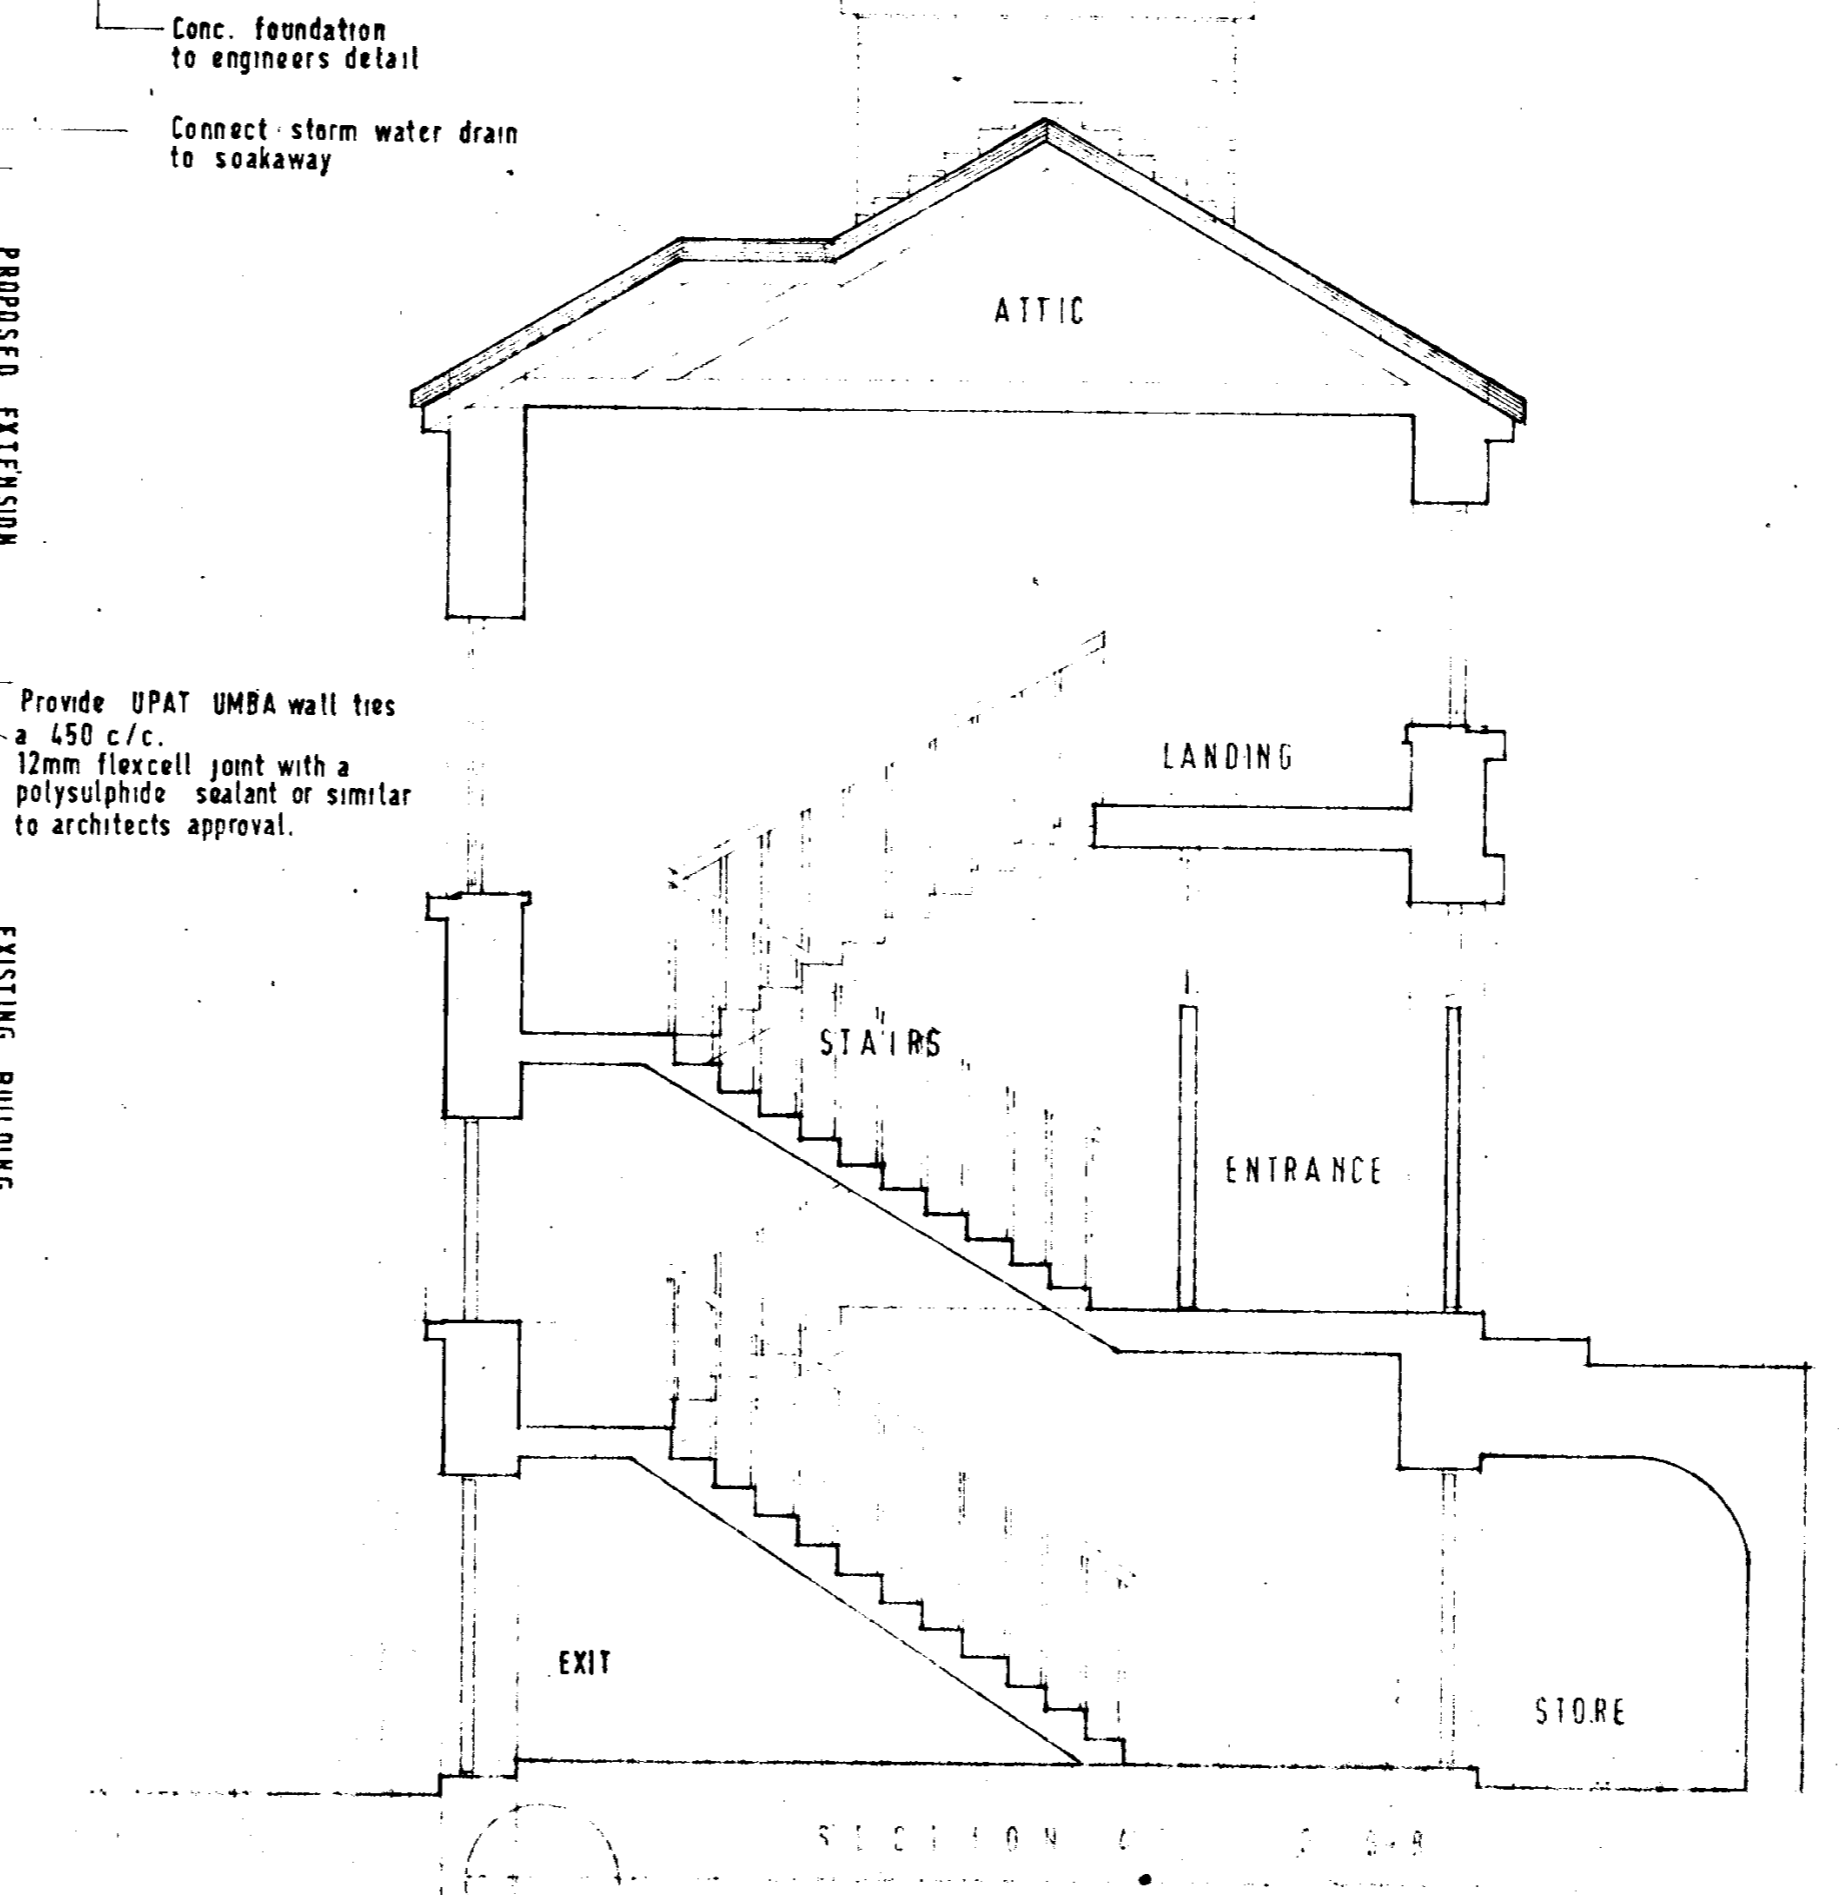 Conc. foundation
to engineers detail
Connect storm water drain
to soakaway
PROPOSED EXTENSION
ATTIC
Provide UPAT UMBA wall ties
a 450 c/c.
12mm flexcell joint with a
polysulphide sealant or similar
to architects approval.
LANDING
EXISTING BUILDING
STAIRS
ENTRANCE
EXIT
STORE
SECTION